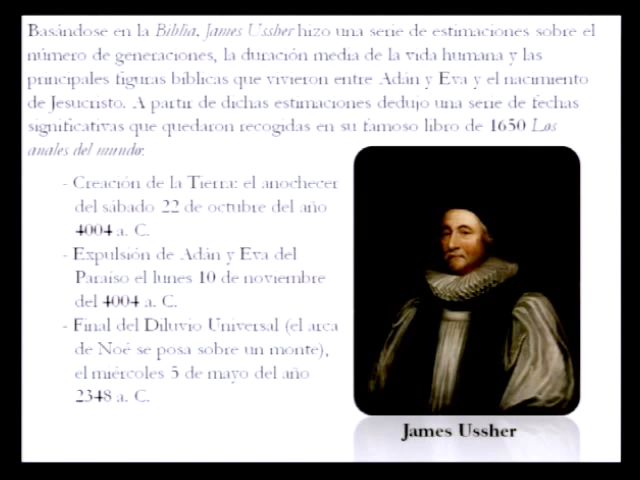 Basándose en la Biblia, James Ussher hizo una serie de estimaciones sobre el
número de generaciones, la duración media de la vida humana y las
principales figuras bíblicas que vivieron entre Adán y Eva y el nacimiento
de Jesucristo. A partir de dichas estimaciones dedujo una serie de fechas
significativas que quedaron recogidas en su famoso libro de 1650 Los
anales del mundo:
- Creación de la Tierra: el anochecer
del sábado 22 de octubre del año
4004 a. C.
- Expulsión de Adán y Eva del
Paraíso el lunes 10 de noviembre
del 4004 a. C.
- Final del Diluvio Universal (el arca
de Noé se posa sobre un monte),
el miércoles 5 de mayo del año
2348 a. C.
James Ussher